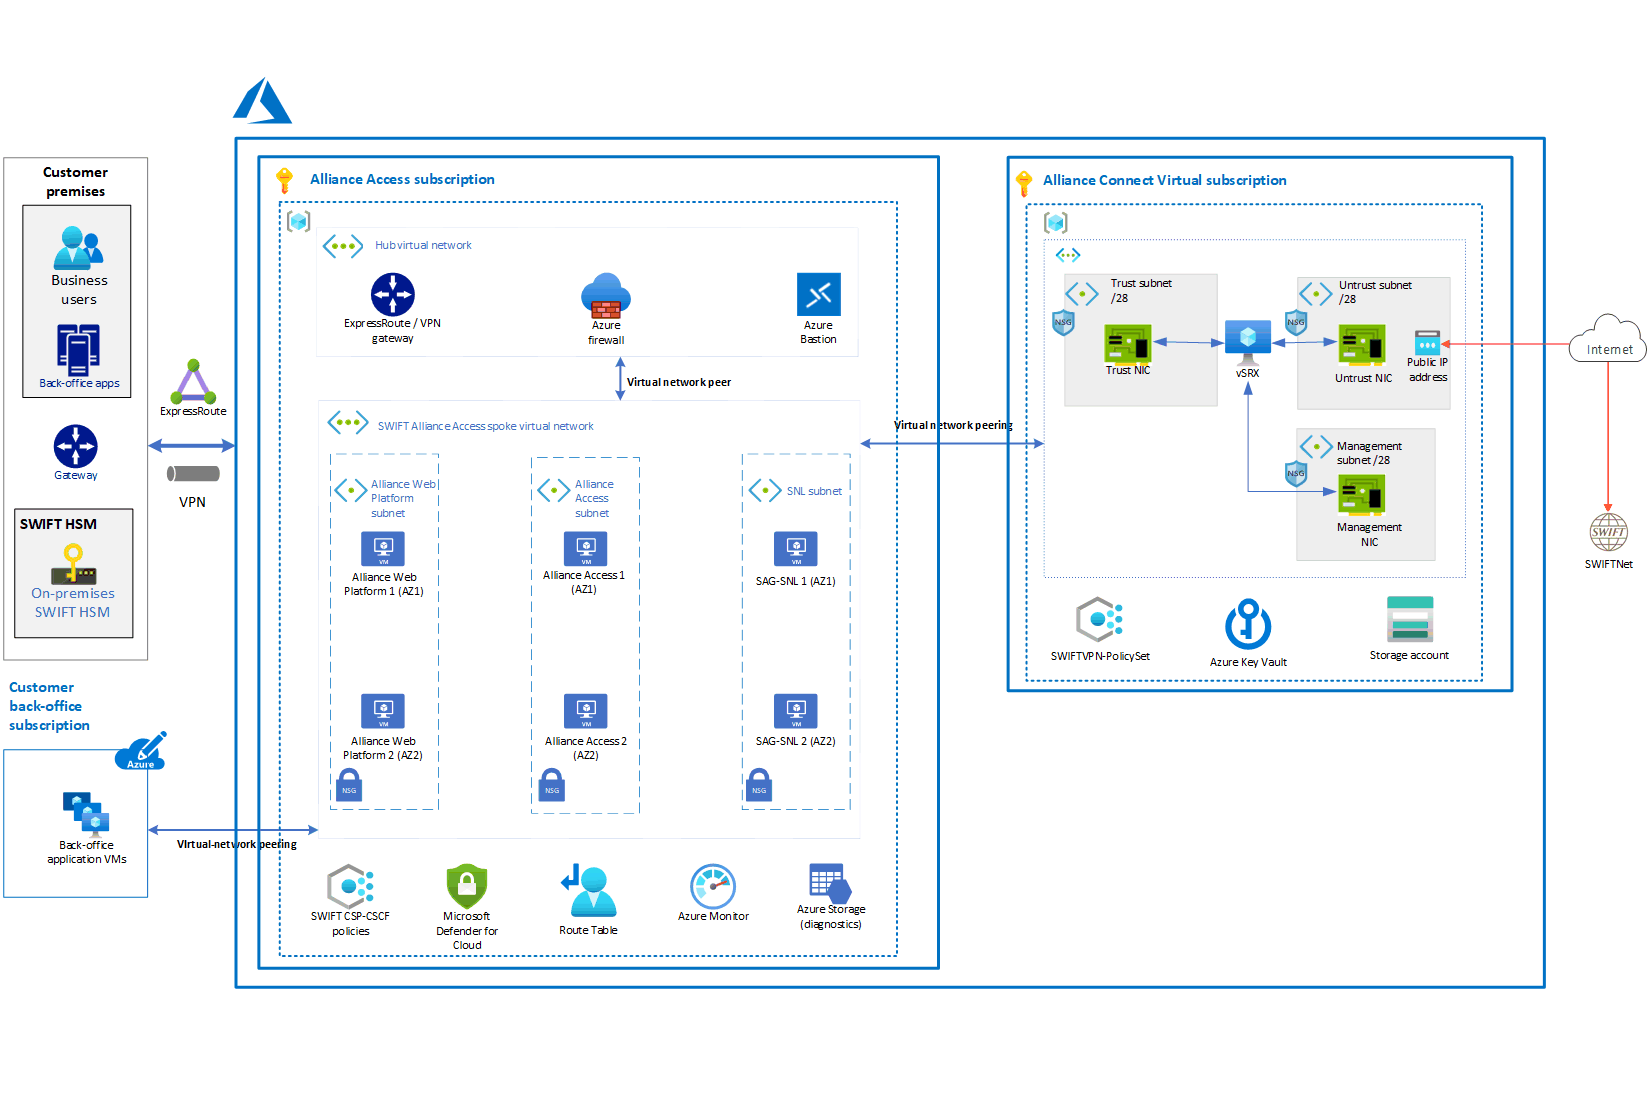 Customer
premises
Business
users
Back-office apps
Gateway
SWIFT HSM
On-premises
SWIFT HSM
ExpressRoute
VPN
Customer
back-office
subscription
Azure
Back-office
application VMs
VIrtual-network peering
Alliance Access subscription
Hub virtual network
ExpressRoute / VPN
gateway
Azure
firewall
Azure
Bastion
Virtual network peer
SWIFT Alliance Access spoke virtual network
Alliance Web
Platform
subnet
VM
Alliance Web
Platform 1 (AZ1)
VM
Alliance Web
Platform 2 (AZ2)
NSG
Alliance
Access
subnet
VM
Alliance Access 1
(AZ1)
VM
Alliance Access 2
(AZ2)
NSG
SNL subnet
VM
SAG-SNL 1 (AZ1)
VM
SAG-SNL 2 (AZ2)
NSG
SWIFT CSP-CSCF
policies
Microsoft
Defender for
Cloud
Route Table
Azure Monitor
Azure Storage
(diagnostics)
Virtual network peering
Alliance Connect Virtual subscription
Trust subnet
/28
NSG
Trust NIC
vSRX
Untrust subnet
/28
NSG
Untrust NIC
Public IP
address
Management
subnet /28
NSG
Management
NIC
SWIFTVPN-PolicySet
Azure Key Vault
Storage account
Internet
SWIFT
SWIFTNet